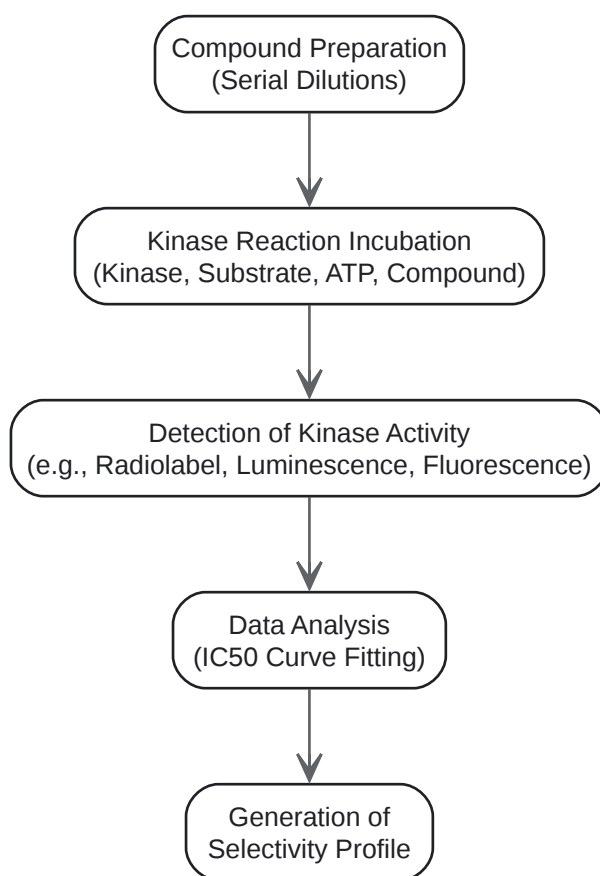 Compound Preparation
(Serial Dilutions)
Kinase Reaction Incubation
(Kinase, Substrate, ATP, Compound)
Detection of Kinase Activity
(e.g., Radiolabel, Luminescence, Fluorescence)
Data Analysis
(IC50 Curve Fitting)
Generation of
Selectivity Profile